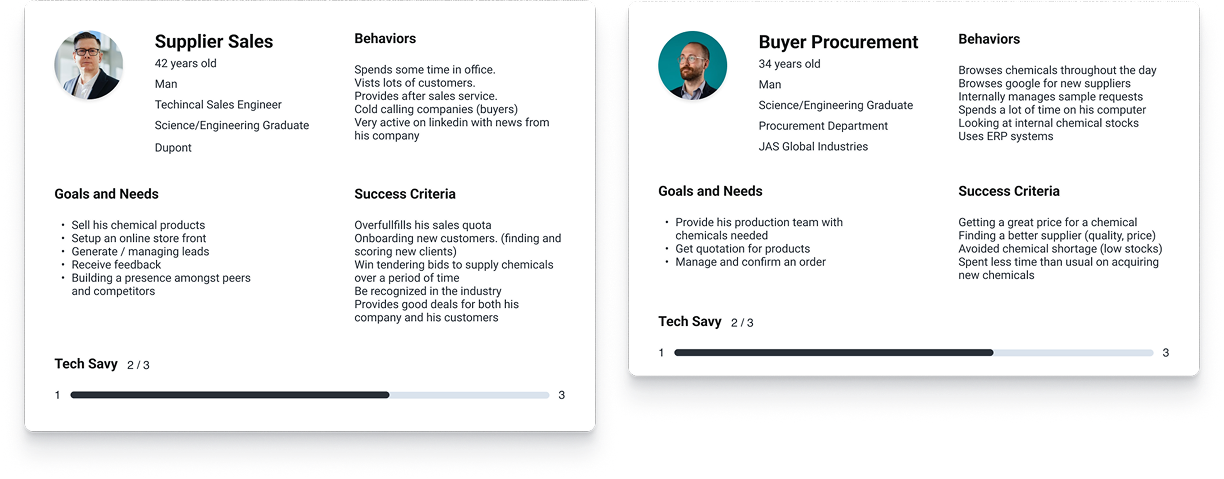 Supplier Sales
42 years old
Man
Techincal Sales Engineer
Science/Engineering Graduate
Dupont
Behaviors
Spends some time in office.
Vists lots of customers.
Provides after sales service.
Cold calling companies (buyers)
Very active on linkedin with news from
his company
Goals and Needs
• Sell his chemical products
• Setup an online store front
• Generate / managing leads
• Receive feedback
• Building a presence amongst peers
and competitors
Success Criteria
Overfullfills his sales quota
Onboarding new customers. (finding and
scoring new clients)
Win tendering bids to supply chemicals
over a period of time
Be recognized in the industry
Provides good deals for both his
company and his customers
Tech Savy 2 / 3
1 3
Buyer Procurement
34 years old
Man
Science/Engineering Graduate
Procurement Department
JAS Global Industries
Behaviors
Browses chemicals throughout the day
Browses google for new suppliers
Internally manages sample requests
Spends a lot of time on his computer
Looking at internal chemical stocks
Uses ERP systems
Goals and Needs
• Provide his production team with
chemicals needed
• Get quotation for products
• Manage and confirm an order
Success Criteria
Getting a great price for a chemical
Finding a better supplier (quality, price)
Avoided chemical shortage (low stocks)
Spent less time than usual on acquiring
new chemicals
Tech Savy 2 / 3
1 3